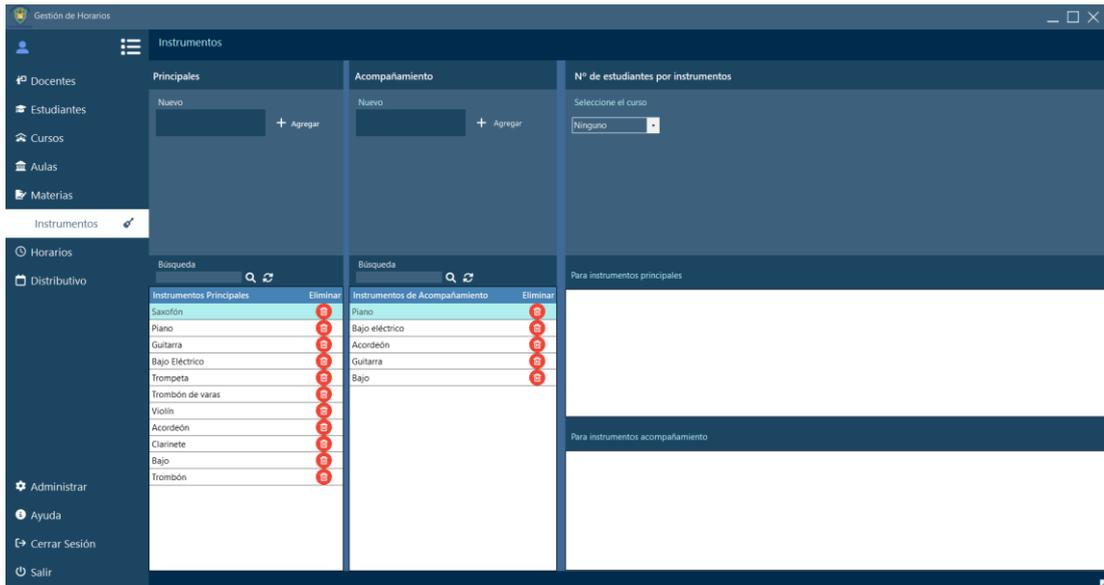 Gestión de Horarios
Instrumentos
Docentes
Estudiantes
Cursos
Aulas
Materias
Instrumentos
Horarios
Distributivo
Administrar
Ayuda
Cerrar Sesión
Salir
Principales
Nuevo
Agregar
Búsqueda
Instrumentos Principales Eliminar
Saxofón
Piano
Guitarra
Bajo Eléctrico
Trompeta
Trombón de varas
Violín
Acordeón
Clarinete
Bajo
Trombón
Acompañamiento
Nuevo
Agregar
Búsqueda
Instrumentos de Acompañamiento Eliminar
Piano
Bajo eléctrico
Acordeón
Guitarra
Bajo
Nº de estudiantes por instrumentos
Seleccione el curso
Ninguno
Para instrumentos principales
Para instrumentos acompañamiento